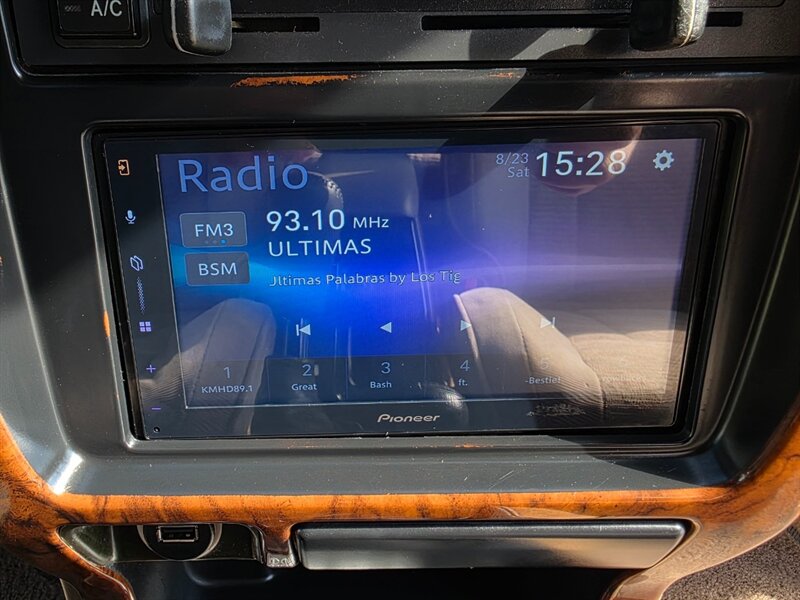 A/C
Radio
8/23
Sat
15:28
FM3
93.10 MHz
ULTIMAS
BSM
Jltimas Palabras by Los Tig
1
KMHD89.1
2
Great
3
Bash
4
ft.
-Bestie!
Pioneer